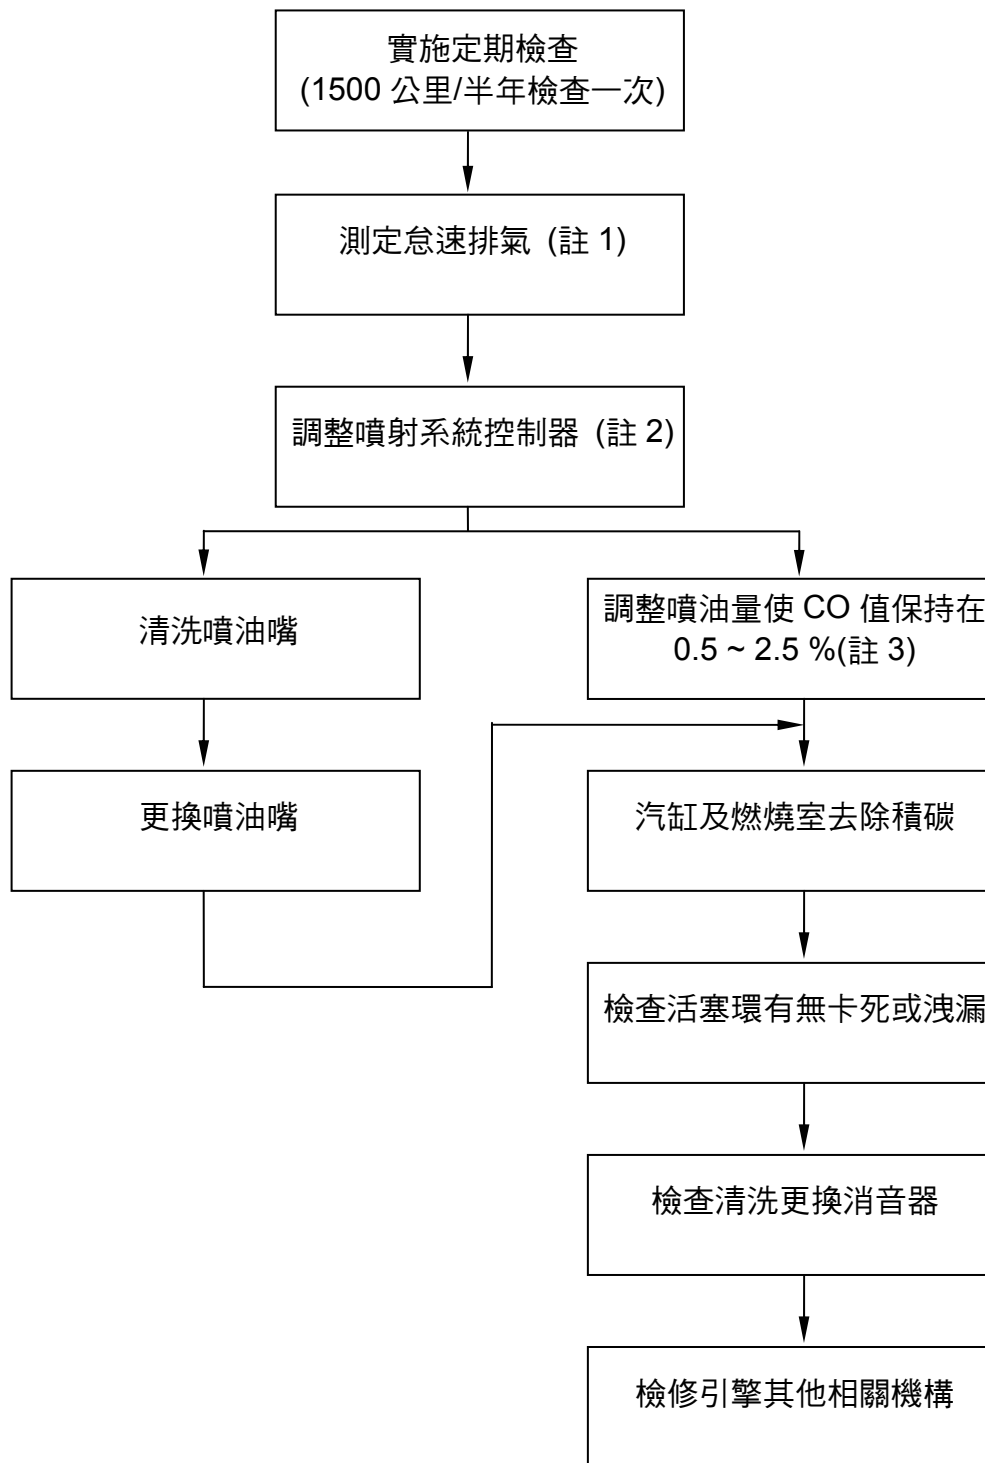 實施定期檢查
(1500 公里/半年檢查一次)
測定怠速排氣 (註 1)
調整噴射系統控制器 (註 2)
清洗噴油嘴
調整噴油量使 CO 值保持在
0.5 ~ 2.5 %(註 3)
更換噴油嘴
汽缸及燃燒室去除積碳
檢查活塞環有無卡死或洩漏
檢查清洗更換消音器
檢修引擎其他相關機構